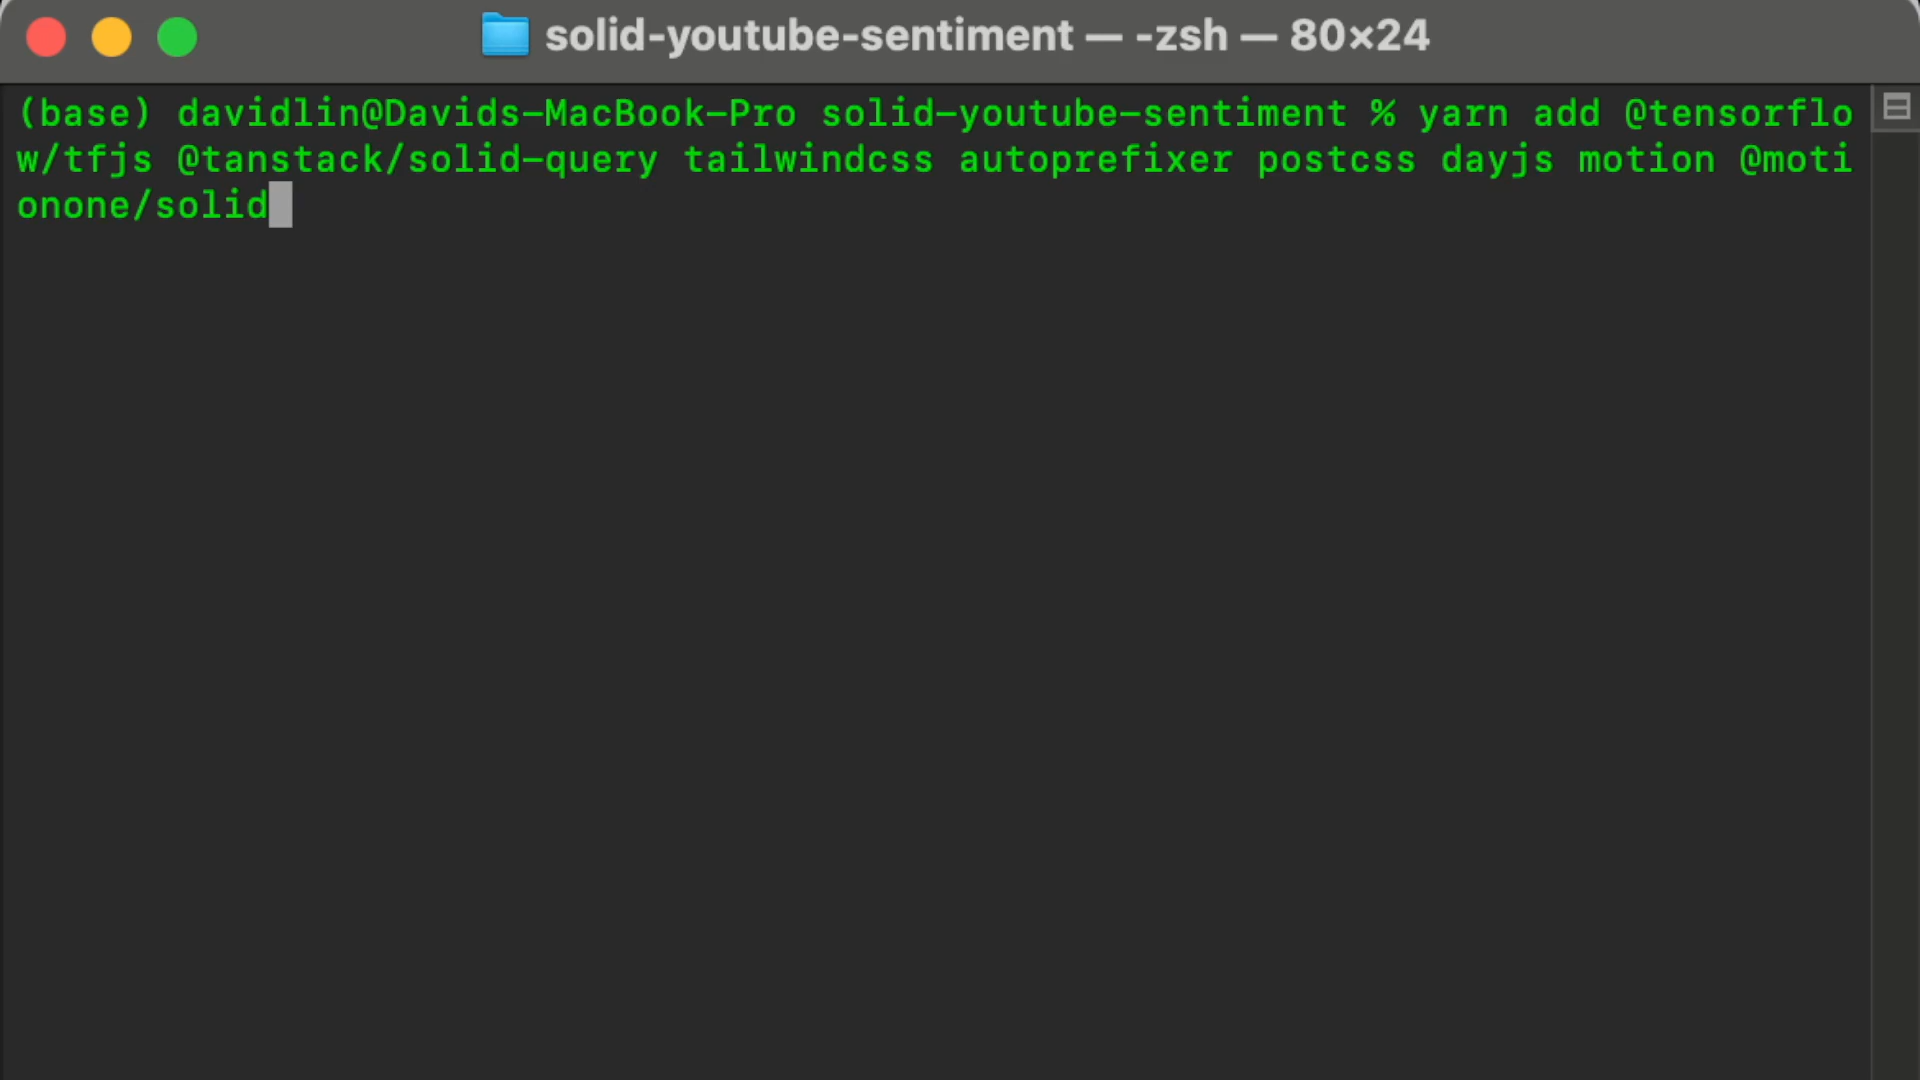 solid-youtube-sentiment — -zsh — 80×24
(base) davidlin@Davids-MacBook-Pro solid-youtube-sentiment % yarn add @tensorflo
w/tfjs @tanstack/solid-query tailwindcss autoprefixer postcss dayjs motion @moti
onone/solid